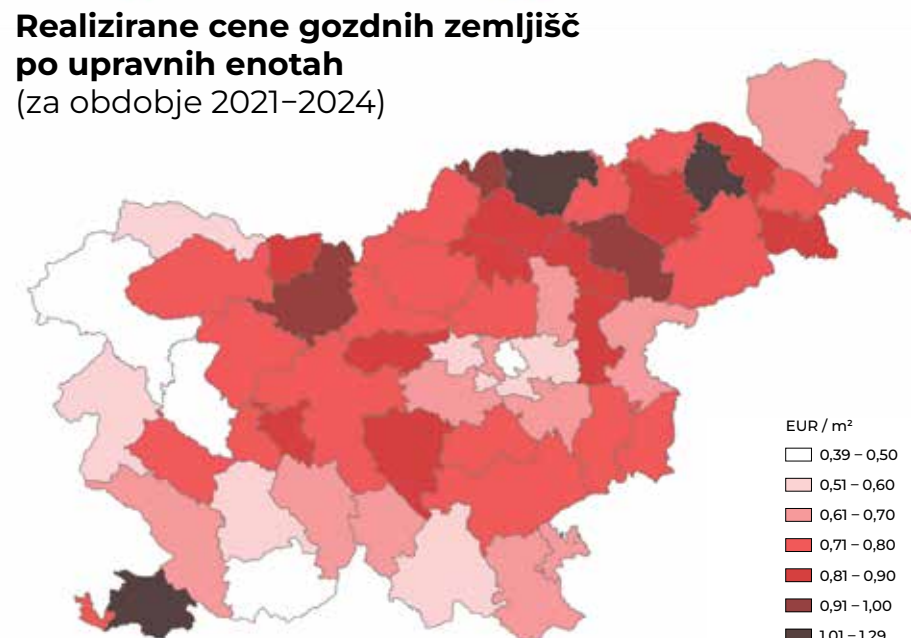 Realizirane cene gozdnih zemljišč
po upravnih enotah
(za obdobje 2021–2024)
EUR / m²
0,39 – 0,50
0,51 – 0,60
0,61 – 0,70
0,71 – 0,80
0,81 – 0,90
0,91 – 1,00
1,01 – 1,29